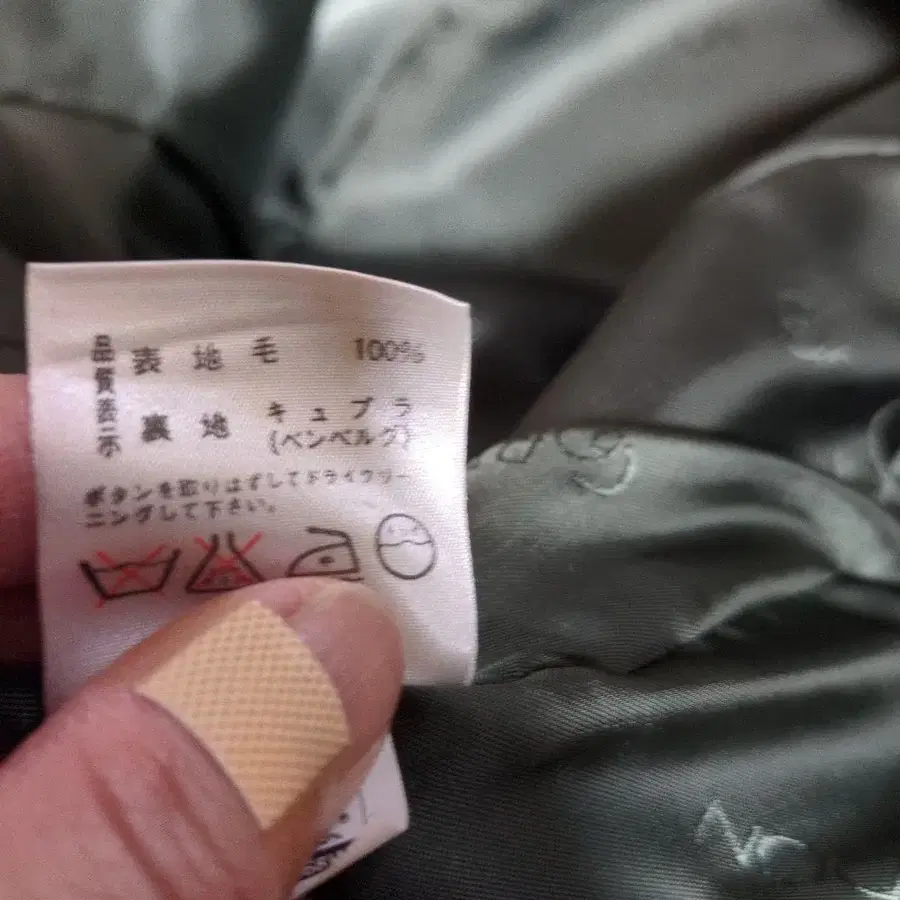 品質表示
表地 毛 100%
裏地 キュプラ
(ベンベルグ)
ボタンを取りはずしてドライクリー
ニングして下さい。